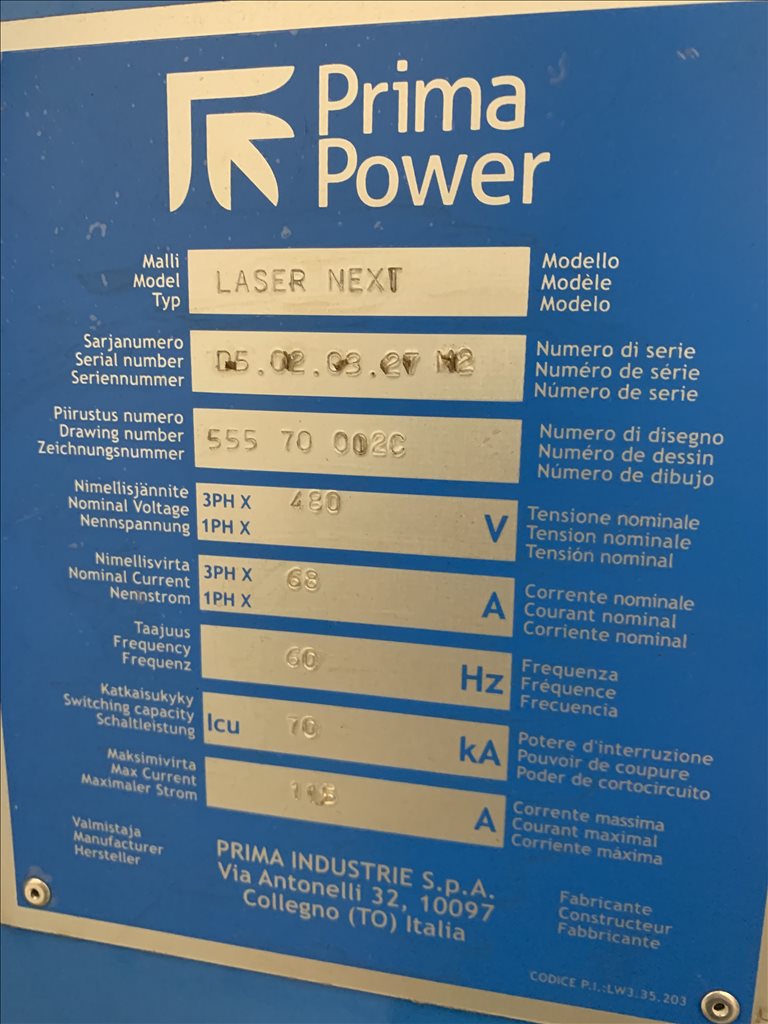 Prima
Power
Malli
Model
Typ
LASER NEXT
Modello
Modèle
Modelo
Sarjanumero
Serial number
Seriennummer
Numero di serie
Numéro de série
Número de serie
Piirustus numero
Drawing number
Zeichnungsnummer
555 70 002C
Numero di disegno
Numéro de dessin
Número de dibujo
Nimellisjännite
Nominal Voltage
Nennspannung
3PH X 480
1PH X
V
Tensione nominale
Tension nominale
Tensión nominal
Nimellisvirta
Nominal Current
Nennstrom
3PH X 68
1PH X
A
Corrente nominale
Courant nominal
Corriente nominal
Taajuus
Frequency
Frequenz
60
Hz
Frequenza
Fréquence
Frecuencia
Katkaisukyky
Switching capacity
Schaltleistung
Icu 70
kA
Potere d'interruzione
Pouvoir de coupure
Poder de cortocircuito
Maksimivirta
Max Current
Maximaler Strom
A
Corrente massima
Courant maximal
Corriente máxima
Valmistaja
Manufacturer
Hersteller
PRIMA INDUSTRIE S.p.A.
Via Antonelli 32, 10097
Collegno (TO) Italia
Fabricante
Constructeur
Fabbricante
CODICE P.I.:LW3.35.203